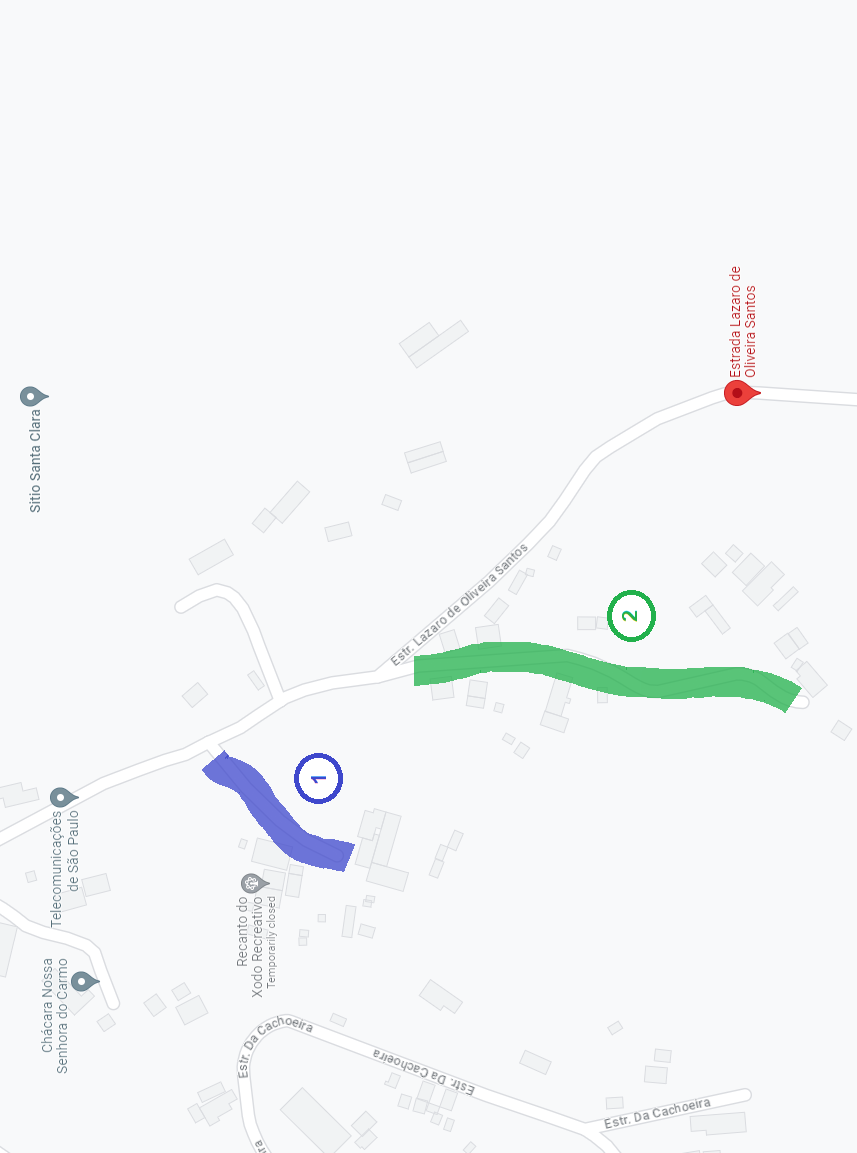 Estrada Lazaro de
Oliveira Santos
Sitio Santa Clara
Estr. Lazaro de Oliveira Santos
2
1
Telecomunicações
de São Paulo
Recanto do
Xodo Recreativo
Temporarily closed
Chácara Nossa
Senhora do Carmo
Estr. Da Cachoeira
Estr. Da Cachoeira
Estr. Da Cachoeira